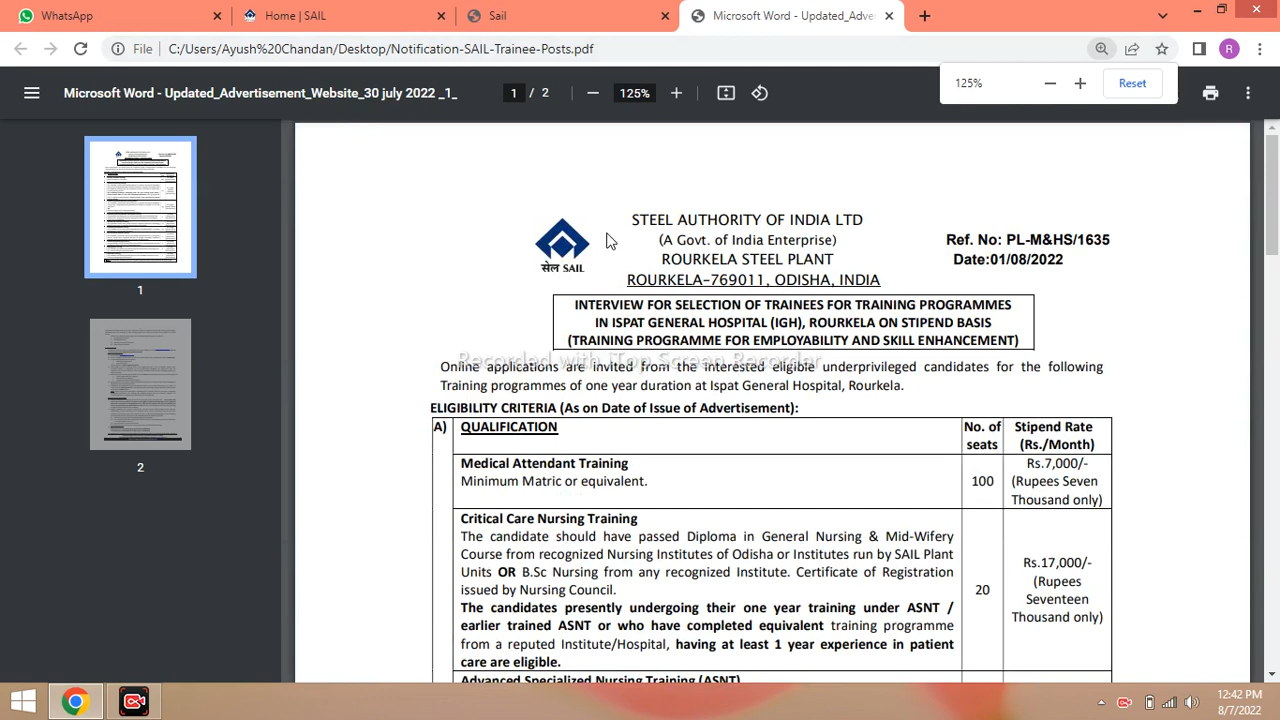 WhatsApp
Home | SAIL
Sail
Microsoft Word - Updated_Adve
File
C:/Users/Ayush%20Chandan/Desktop/Notification-SAIL-Trainee-Posts.pdf
R
125%
Reset
Microsoft Word - Updated_Advertisement_Website_30 july 2022 _1_
1 / 2
125%
1
2
सेल SAIL
STEEL AUTHORITY OF INDIA LTD
(A Govt. of India Enterprise)
ROURKELA STEEL PLANT
ROURKELA-769011, ODISHA, INDIA
Ref. No: PL-M&HS/1635
Date:01/08/2022
INTERVIEW FOR SELECTION OF TRAINEES FOR TRAINING PROGRAMMES
IN ISPAT GENERAL HOSPITAL (IGH), ROURKELA ON STIPEND BASIS
(TRAINING PROGRAMME FOR EMPLOYABILITY AND SKILL ENHANCEMENT)
Recorded with iTop Screen Recorder
Online applications are invited from the interested eligible underprivileged candidates for the following
Training programmes of one year duration at Ispat General Hospital, Rourkela.
ELIGIBILITY CRITERIA (As on Date of Issue of Advertisement):
A) QUALIFICATION
No. of
seats
Stipend Rate
(Rs./Month)
Medical Attendant Training
Minimum Matric or equivalent.
100
Rs.7,000/-
(Rupees Seven
Thousand only)
Critical Care Nursing Training
The candidate should have passed Diploma in General Nursing & Mid-Wifery
Course from recognized Nursing Institutes of Odisha or Institutes run by SAIL Plant
Units OR B.Sc Nursing from any recognized Institute. Certificate of Registration
issued by Nursing Council.
The candidates presently undergoing their one year training under ASNT /
earlier trained ASNT or who have completed equivalent training programme
from a reputed Institute/Hospital, having at least 1 year experience in patient
care are eligible.
20
Rs.17,000/-
(Rupees
Seventeen
Thousand only)
Advanced Specialized Nursing Training (ASNT)
12:42 PM
8/7/2022